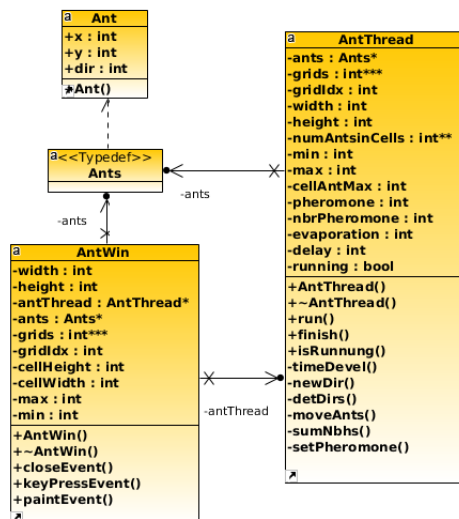 a
Ant
+x : int
+y : int
+dir : int
+Ant()
a
<<Typedef>>
Ants
-ants
-ants
a
AntWin
-width : int
-height : int
-antThread : AntThread*
-ants : Ants*
-grids : int***
-gridIdx : int
-cellHeight : int
-cellWidth : int
-max : int
-min : int
+AntWin()
+~AntWin()
+closeEvent()
+keyPressEvent()
+paintEvent()
-antThread
a
AntThread
-ants : Ants*
-grids : int***
-gridIdx : int
-width : int
-height : int
-numAntsinCells : int**
-min : int
-max : int
-cellAntMax : int
-pheromone : int
-nbrPheromone : int
-evaporation : int
-delay : int
-running : bool
+AntThread()
+~AntThread()
+run()
+finish()
+isRunnung()
-timeDevel()
-newDir()
-detDirs()
-moveAnts()
-sumNbhs()
-setPheromone()